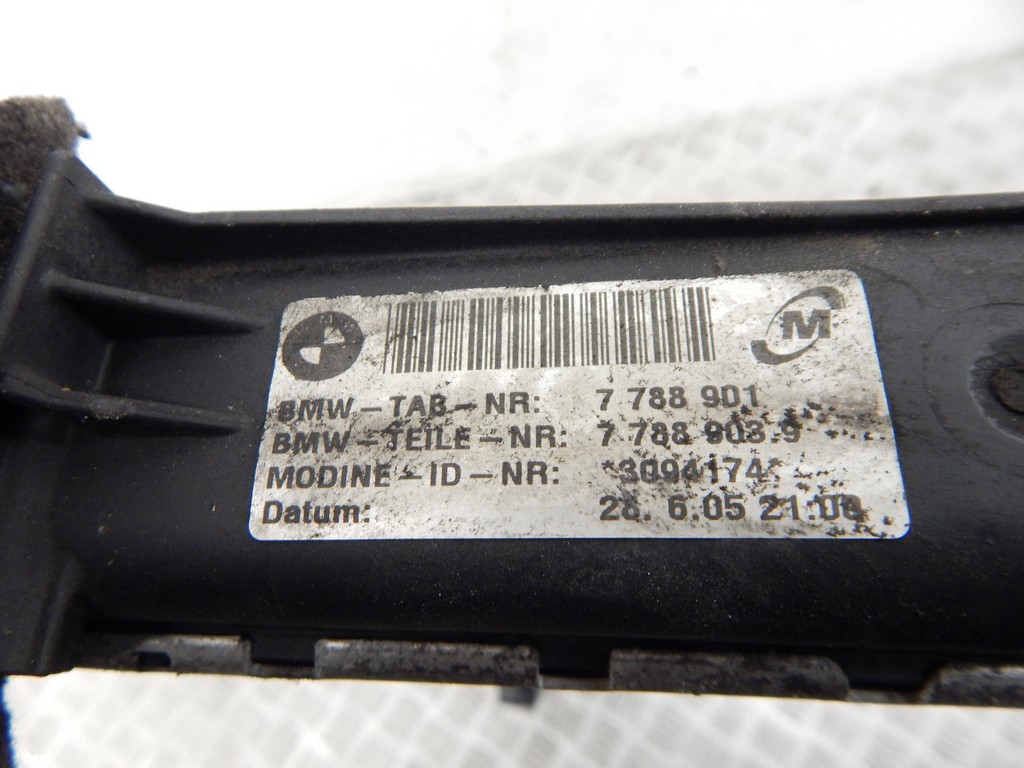 M
BMW-TAB-NR: 7 788 901
BMW-TEILE-NR: 7 788 903.9
MODINE-ID-NR: *3094174*
Datum: 28. 6.05 21:08